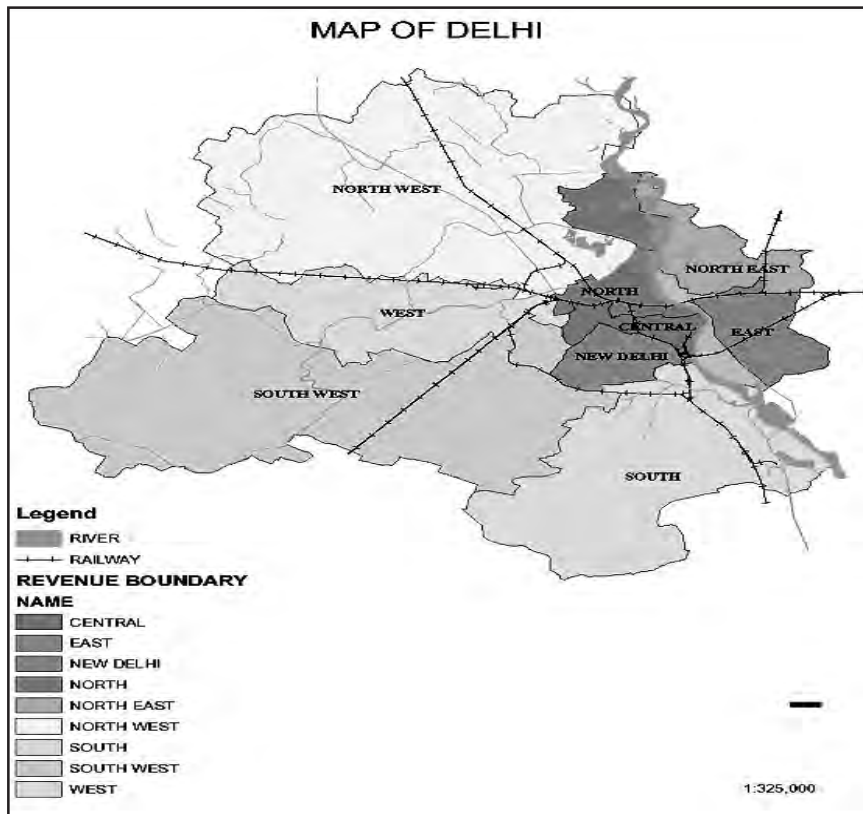 MAP OF DELHI
NORTH WEST
NORTH EAST
NORTH
WEST
CENTRAL
EAST
NEW DELHI
SOUTH WEST
SOUTH
Legend
RIVER
RAILWAY
REVENUE BOUNDARY
NAME
CENTRAL
EAST
NEW DELHI
NORTH
NORTH EAST
NORTH WEST
SOUTH
SOUTH WEST
WEST
1:325,000